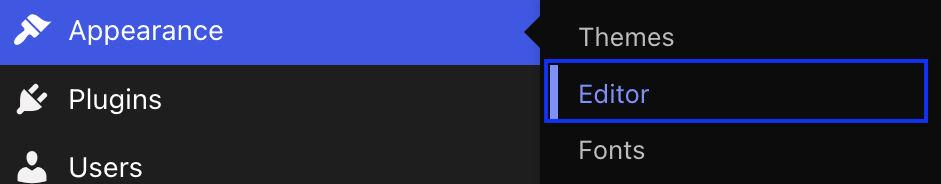 Appearance
Plugins
Users
Themes
Editor
Fonts